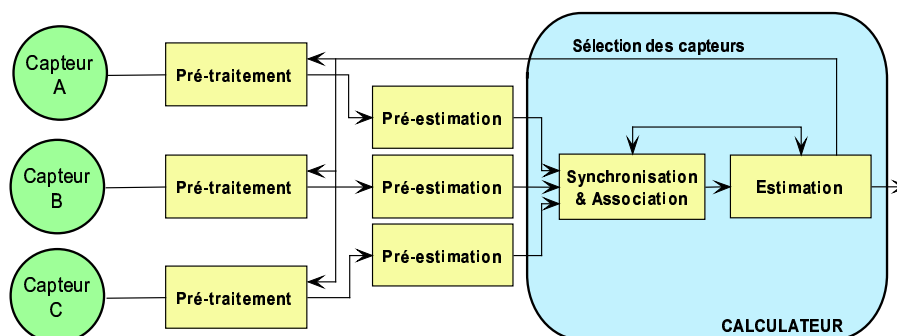 Sélection des capteurs
Capteur
A
Pré-traitement
Pré-estimation
Capteur
B
Pré-traitement
Pré-estimation
Synchronisation
& Association
Estimation
Pré-estimation
Capteur
C
Pré-traitement
CALCULATEUR